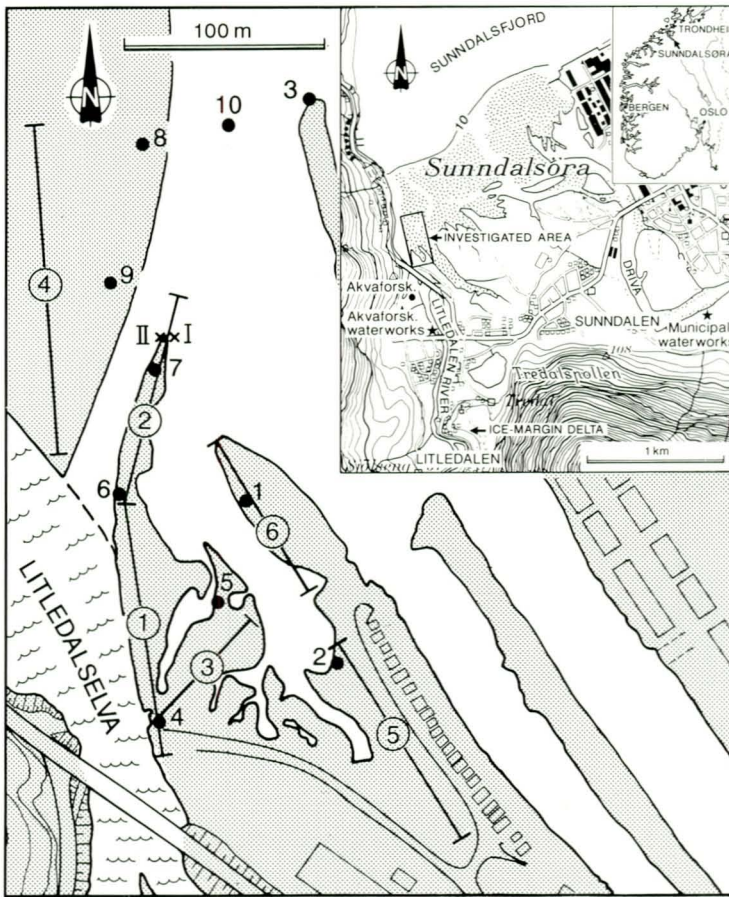 100 m
N
3
10
8
9
4
II
I
7
2
6
1
6
5
1
3
2
4
5
LITLEDALSELVA
N
SUNNDALSFJORD
10
Sunndalsöra
INVESTIGATED AREA
Akvaforsk.
Akvaforsk.
waterworks
LITLEDALEN RIVER
DRIVA
SUNNDALEN
Municipal
waterworks
108
Tredalspollen
ICE-MARGIN DELTA
LITLEDALEN
1 km
TRONDHEIM
SUNNDALSØRA
BERGEN
OSLO